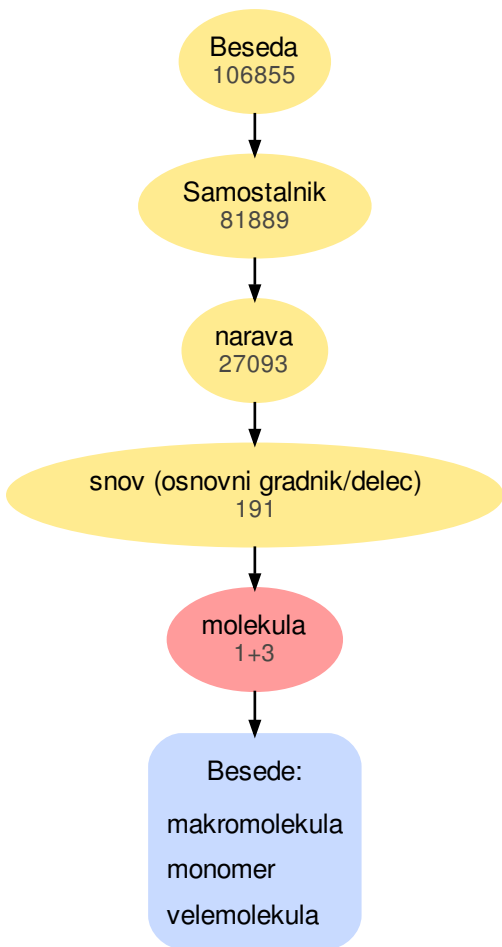 Beseda
106855
Samostalnik
81889
narava
27093
snov (osnovni gradnik/delec)
191
molekula
1+3
Besede:
makromolekula
monomer
velemolekula